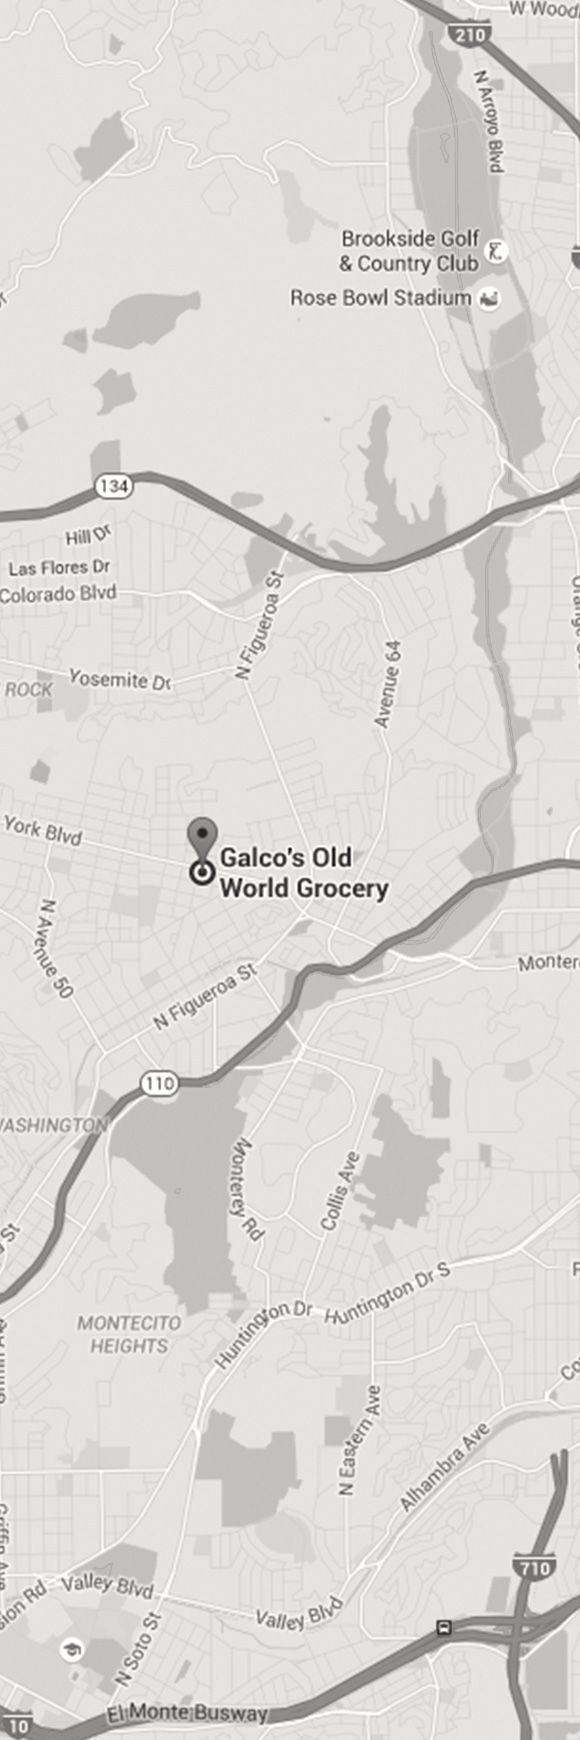 W Wood
210
N Arroyo Blvd
Brookside Golf
& Country Club
Rose Bowl Stadium
134
Hill Dr
Las Flores Dr
Colorado Blvd
N Figueroa St
Avenue 64
Yosemite Dr
ROCK
York Blvd
Galco's Old
World Grocery
N Avenue 50
N Figueroa St
Monter
110
WASHINGTON
Monterey Rd
Collis Ave
Huntington Dr
Huntington Dr S
MONTECITO
HEIGHTS
N Eastern Ave
Alhambra Ave
Griffin Ave
710
Valley Blvd
Valley Blvd
N Soto St
El Monte Busway
10